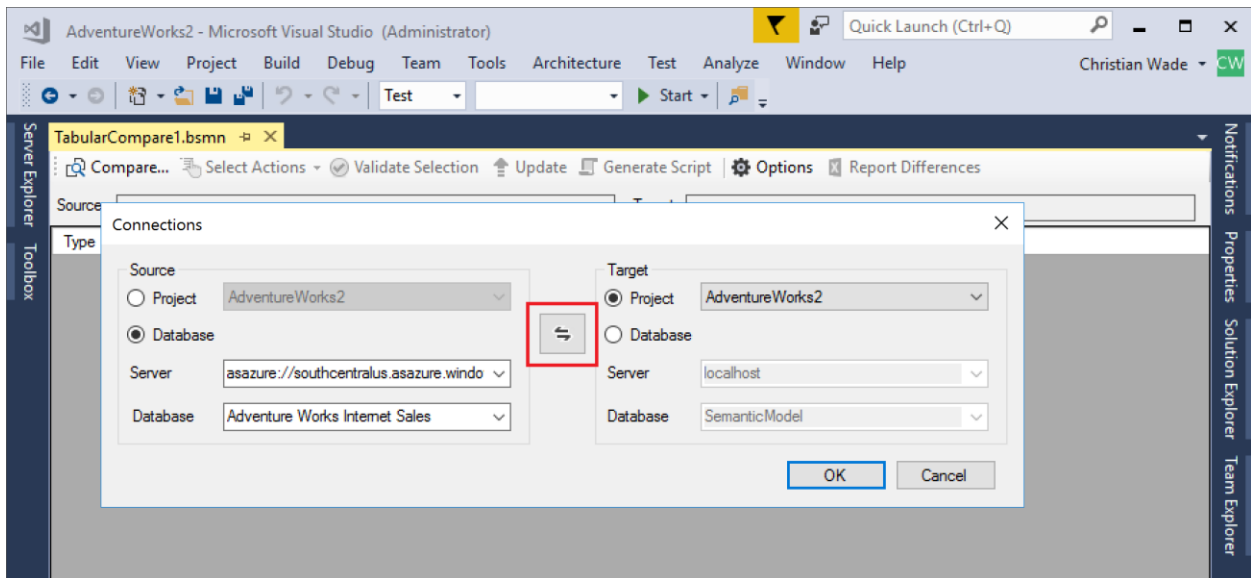 AdventureWorks2 - Microsoft Visual Studio (Administrator)
Quick Launch (Ctrl+Q)
File Edit View Project Build Debug Team Tools Architecture Test Analyze Window Help
Christian Wade CW
Test
Start
Server Explorer
Toolbox
TabularCompare1.bsmn
Compare... Select Actions Validate Selection Update Generate Script Options Report Differences
Source
Type
Connections
Source
Project AdventureWorks2
Database
Server asazure://southcentralus.asazure.windo
Database Adventure Works Internet Sales
Target
Project AdventureWorks2
Database
Server localhost
Database SemanticModel
OK Cancel
Notifications
Properties
Solution Explorer
Team Explorer